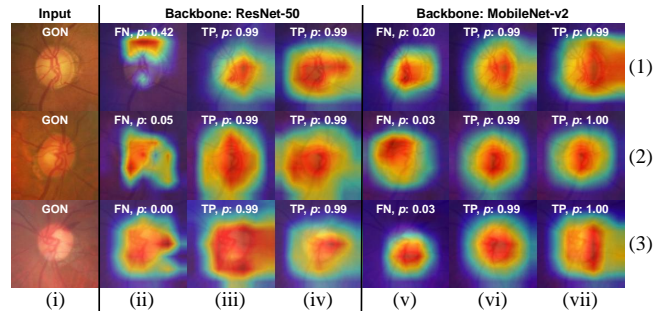 Input Backbone: ResNet-50 Backbone: MobileNet-v2
GON FN, p: 0.42 TP, p: 0.99 TP, p: 0.99 FN, p: 0.20 TP, p: 0.99 TP, p: 0.99 (1)
GON FN, p: 0.05 TP, p: 0.99 TP, p: 0.99 FN, p: 0.03 TP, p: 0.99 TP, p: 1.00 (2)
GON FN, p: 0.00 TP, p: 0.99 TP, p: 0.99 FN, p: 0.03 TP, p: 0.99 TP, p: 1.00 (3)
(i) (ii) (iii) (iv) (v) (vi) (vii)